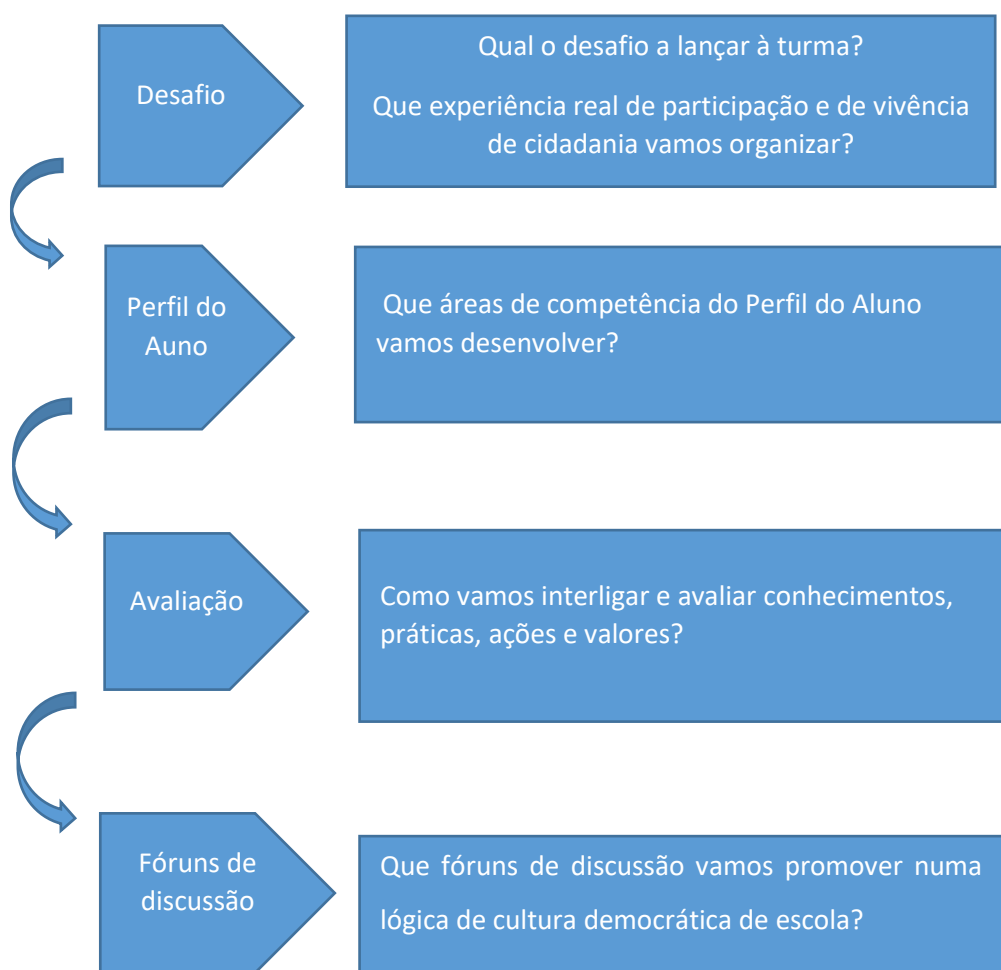 Desafio
Qual o desafio a lançar à turma?
Que experiência real de participação e de vivência
de cidadania vamos organizar?
Perfil do
Auno
Que áreas de competência do Perfil do Aluno
vamos desenvolver?
Avaliação
Como vamos interligar e avaliar conhecimentos,
práticas, ações e valores?
Fóruns de
discussão
Que fóruns de discussão vamos promover numa
lógica de cultura democrática de escola?